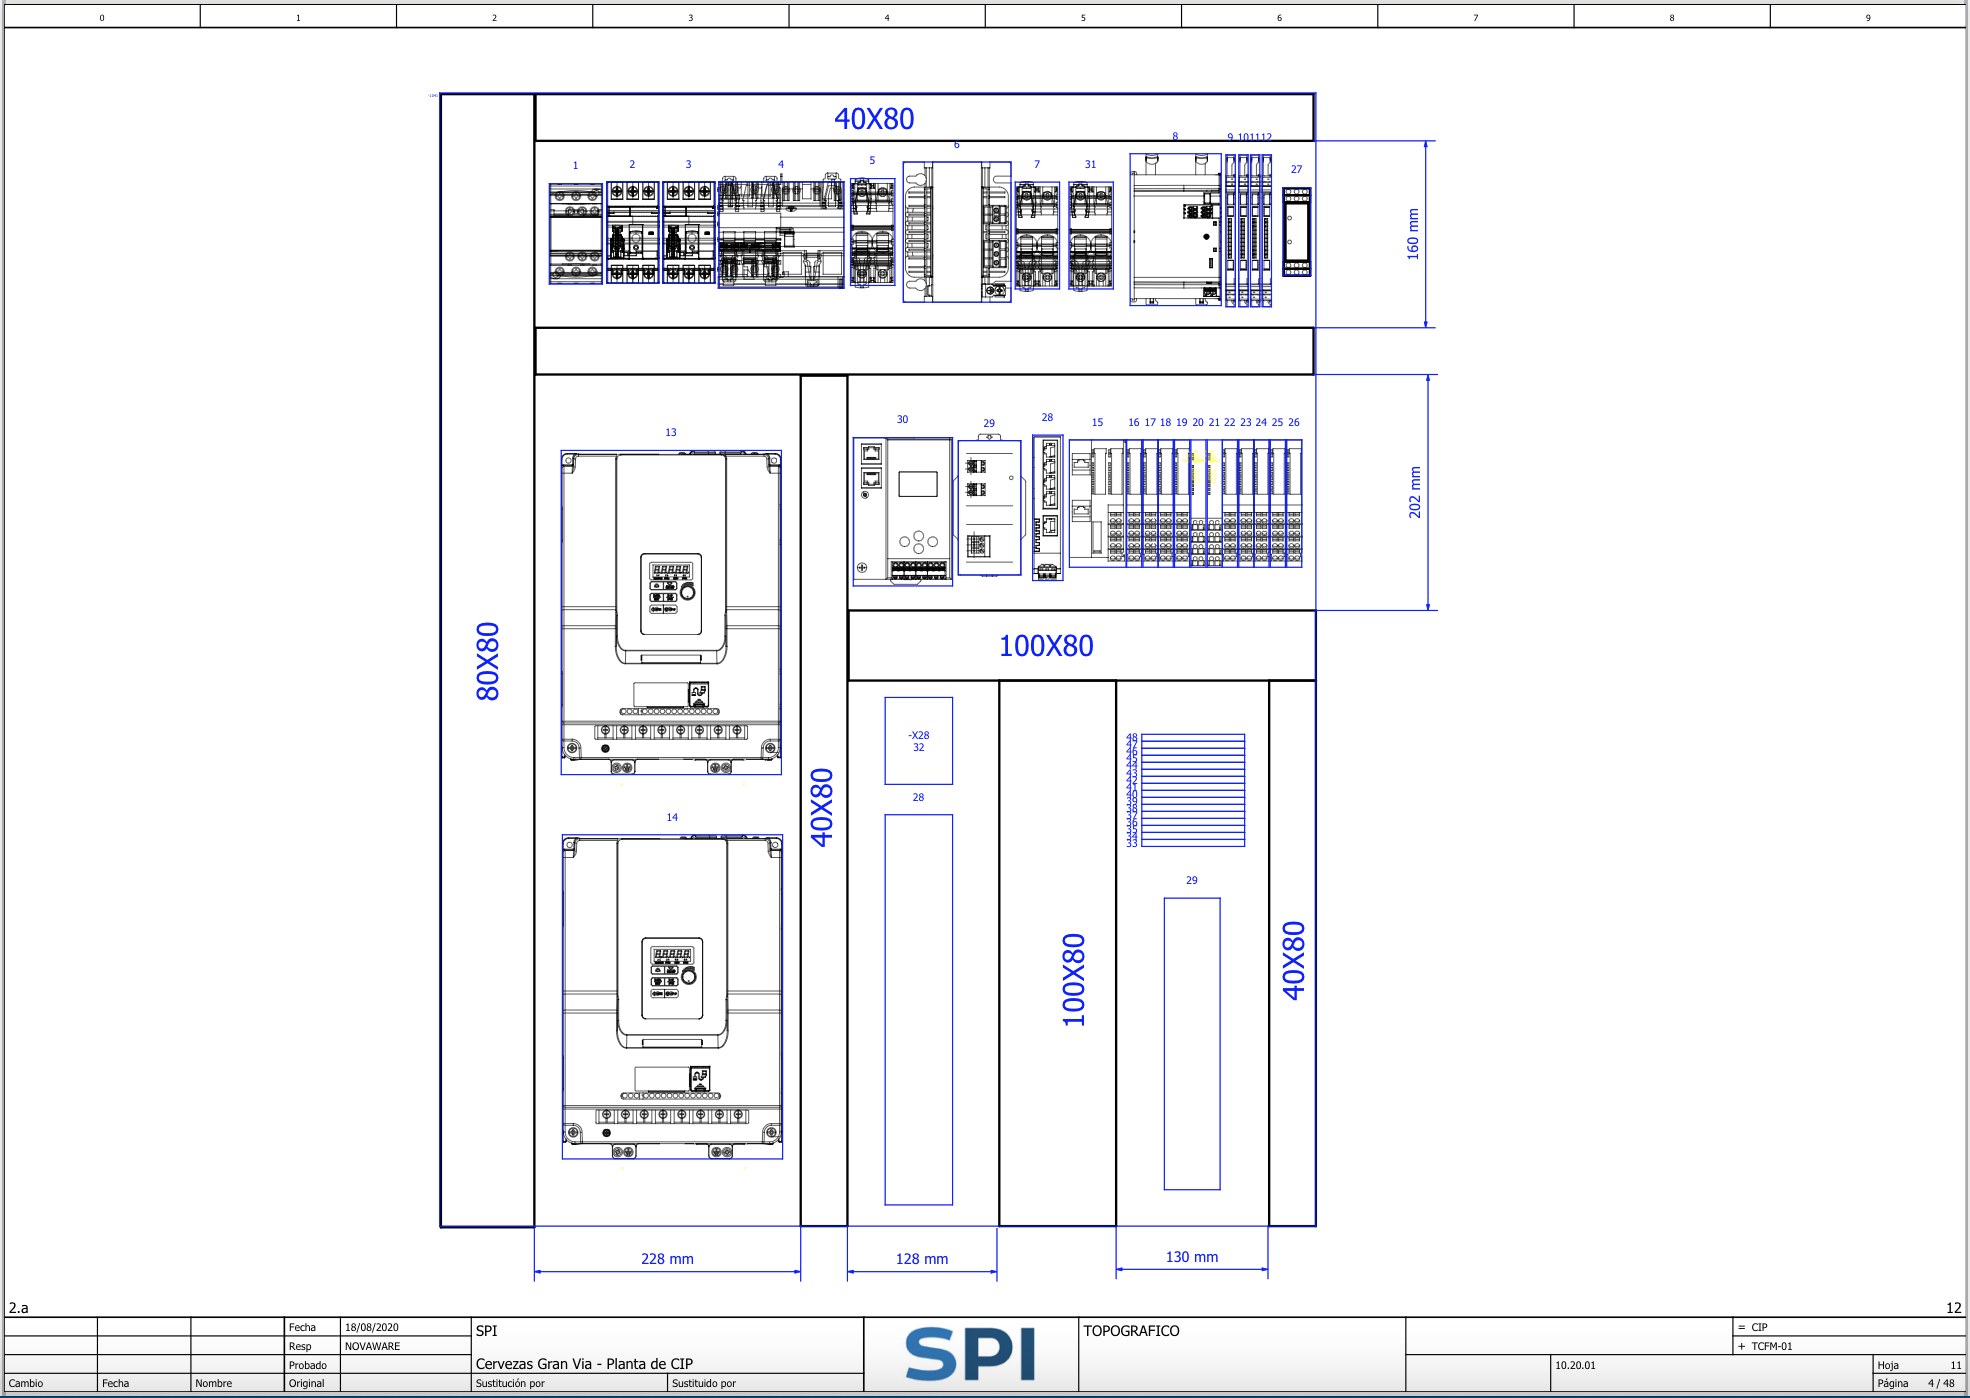 0 1 2 3 4 5 6 7 8 9
40X80
1 2 3 4 5 6 7 31 8 9 10 11 12 27
160 mm
13
30 29 28 15 16 17 18 19 20 21 22 23 24 25 26
202 mm
80X80
100X80
-X28
32
28
48
47
46
45
44
43
42
41
40
39
38
37
36
35
34
33
14
40X80
29
100X80
40X80
228 mm
128 mm
130 mm
2.a
12
Fecha 18/08/2020
Resp NOVAWARE
Probado
Cambio Fecha Nombre Original
SPI
Cervezas Gran Via - Planta de CIP
Sustitución por Sustituido por
SPI
TOPOGRAFICO
= CIP
+ TCFM-01
10.20.01
Hoja 11
Página 4 / 48